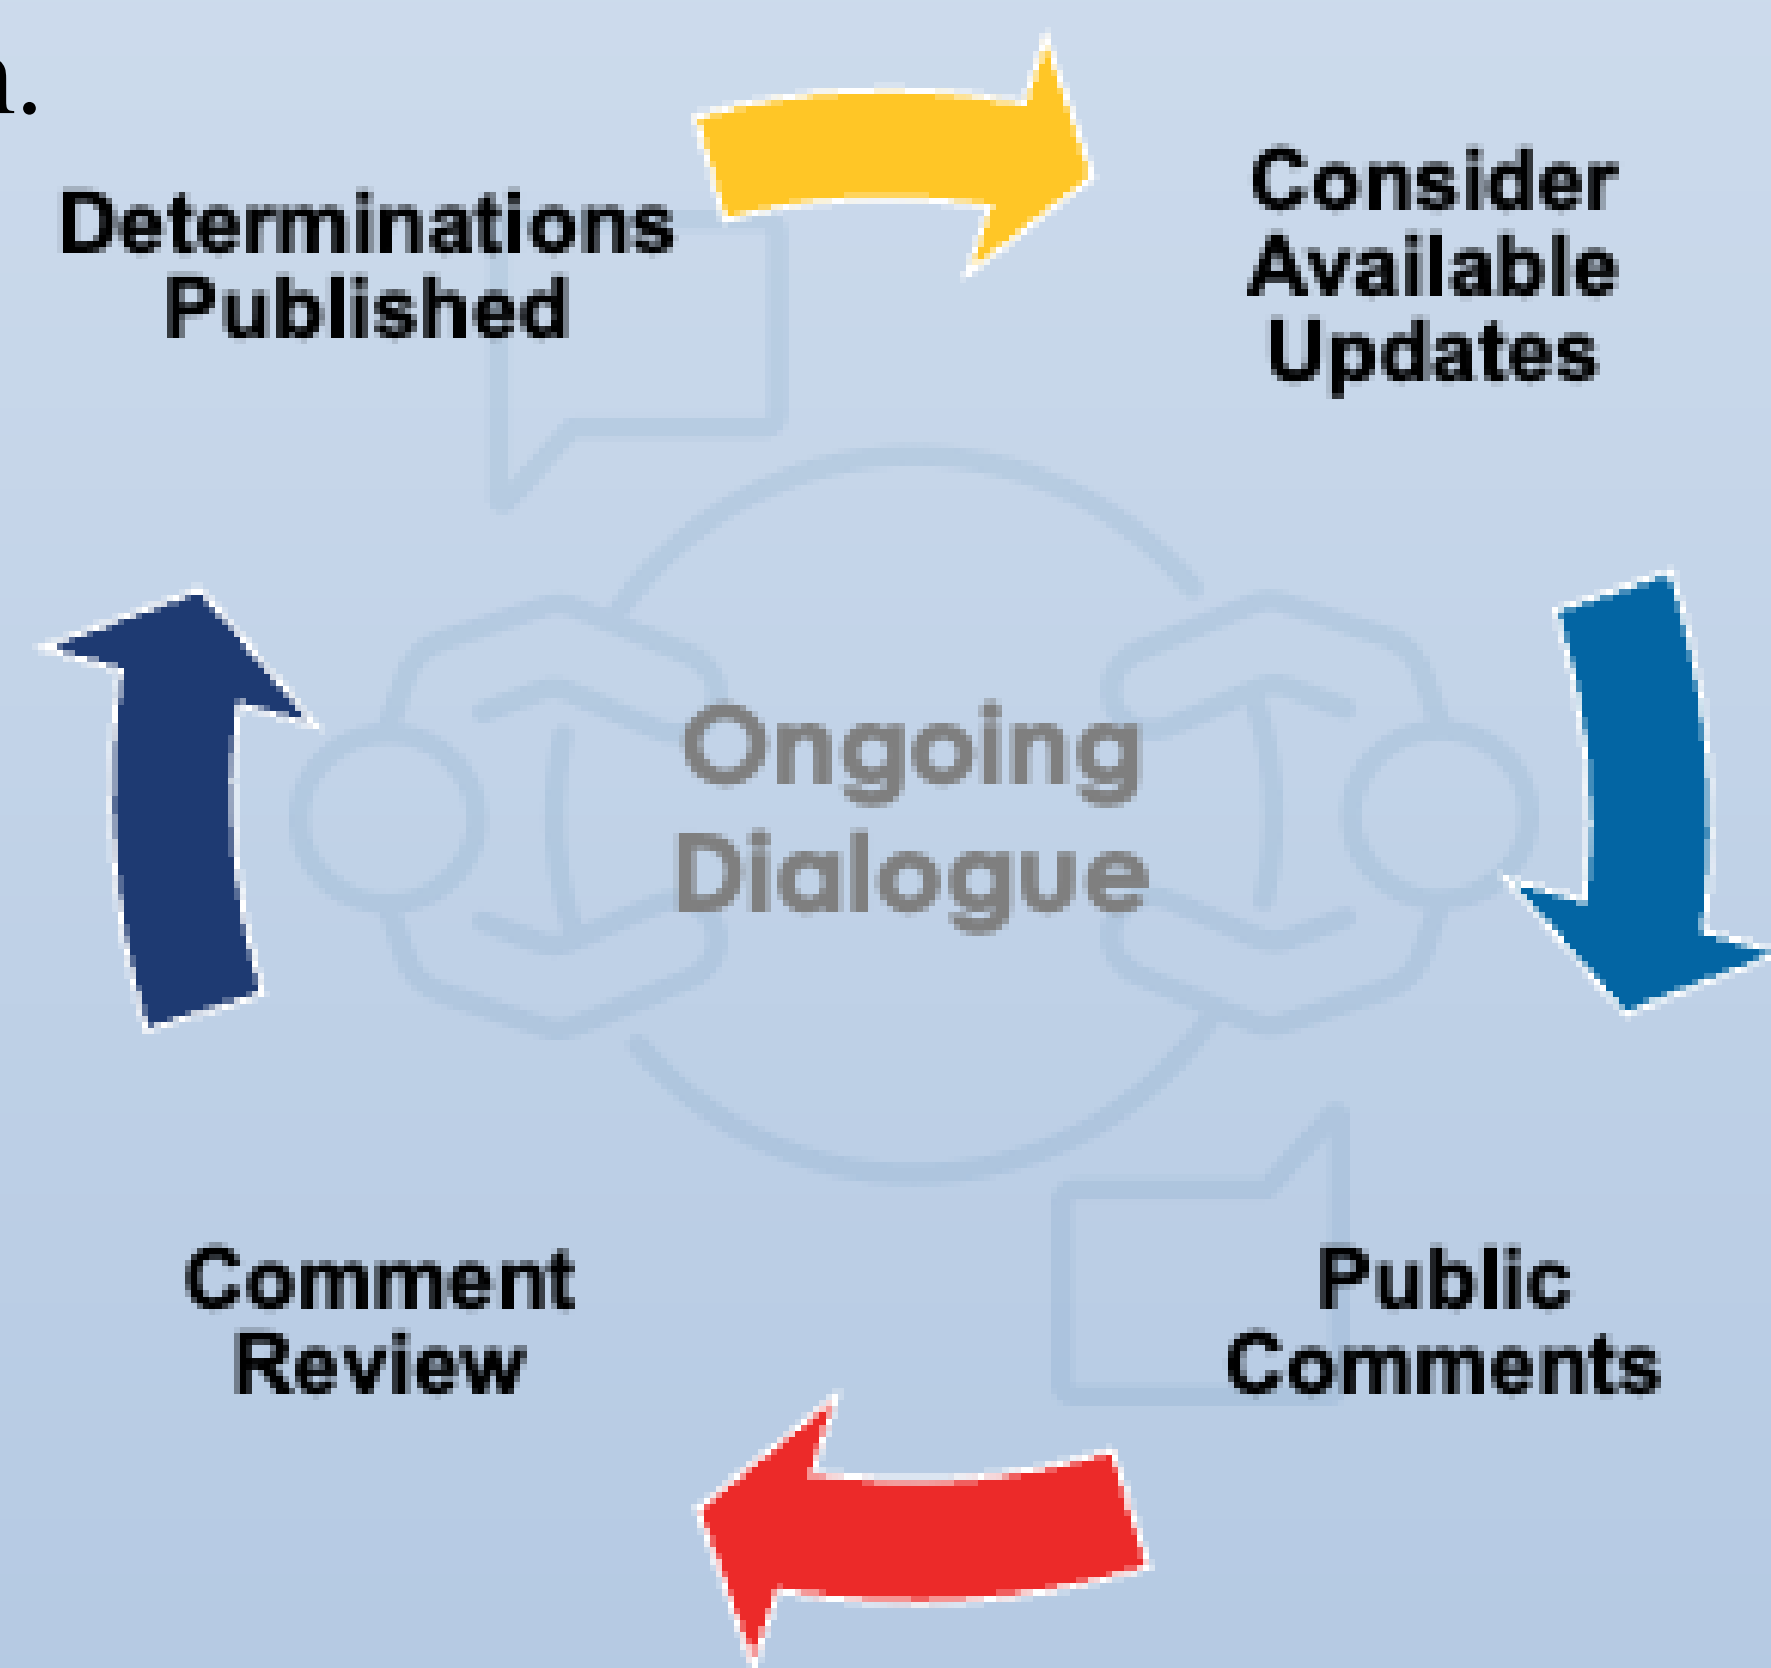 Determinations
Published
Consider
Available
Updates
Ongoing
Dialogue
Comment
Review
Public
Comments